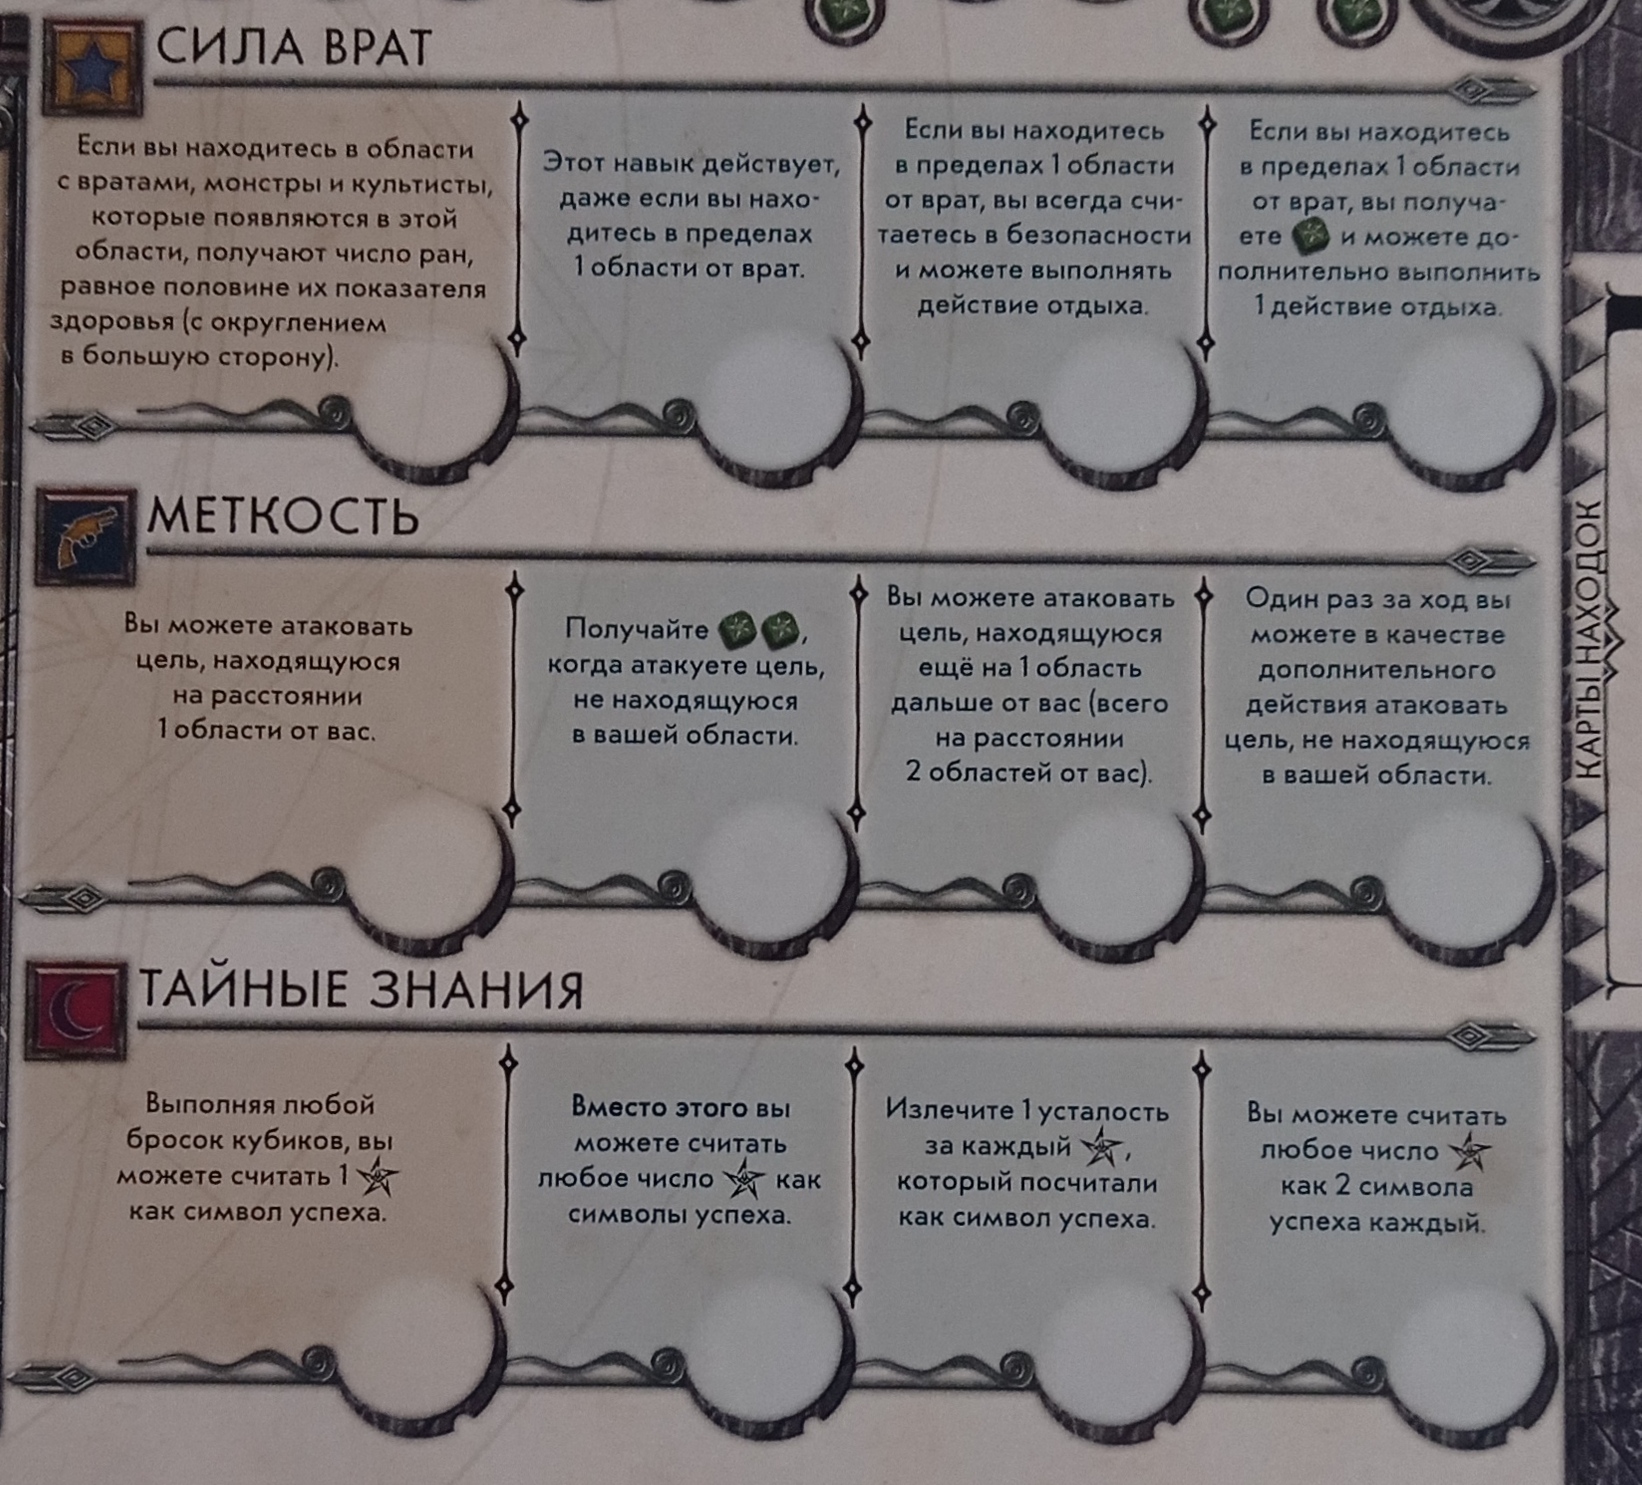 СИЛА ВРАТ
Если вы находитесь в области
с вратами, монстры и культисты,
которые появляются в этой
области, получают число ран,
равное половине их показателя
здоровья (с округлением
в большую сторону).
Этот навык действует,
даже если вы нахо-
дитесь в пределах
1 области от врат.
Если вы находитесь
в пределах 1 области
от врат, вы всегда счи-
таетесь в безопасности
и можете выполнять
действие отдыха.
Если вы находитесь
в пределах 1 области
от врат, вы получа-
ете и можете до-
полнительно выполнить
1 действие отдыха.
МЕТКОСТЬ
Вы можете атаковать
цель, находящуюся
на расстоянии
1 области от вас.
Получайте ,
когда атакуете цель,
не находящуюся
в вашей области.
Вы можете атаковать
цель, находящуюся
ещё на 1 область
дальше от вас (всего
на расстоянии
2 областей от вас).
Один раз за ход вы
можете в качестве
дополнительного
действия атаковать
цель, не находящуюся
в вашей области.
ТАЙНЫЕ ЗНАНИЯ
Выполняя любой
бросок кубиков, вы
можете считать 1
как символ успеха.
Вместо этого вы
можете считать
любое число как
символы успеха.
Излечите 1 усталость
за каждый ,
который посчитали
как символ успеха.
Вы можете считать
любое число
как 2 символа
успеха каждый.
КАРТЫ НАХОДОК